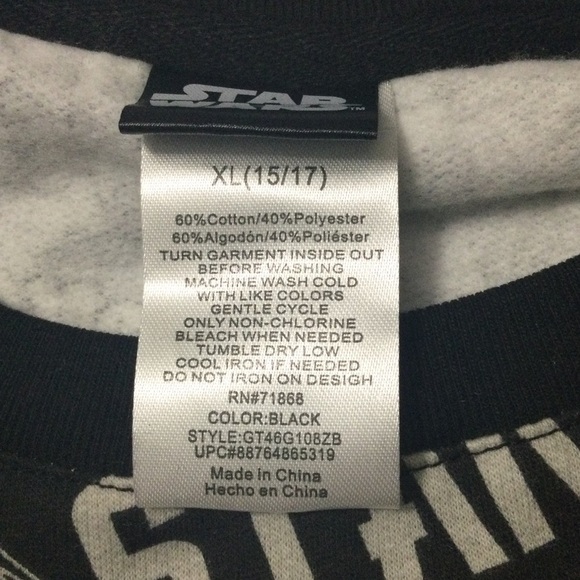 STAR
WARS™
XL(15/17)
60%Cotton/40%Polyester
60%Algodón/40%Poliéster
TURN GARMENT INSIDE OUT
BEFORE WASHING
MACHINE WASH COLD
WITH LIKE COLORS
GENTLE CYCLE
ONLY NON-CHLORINE
BLEACH WHEN NEEDED
TUMBLE DRY LOW
COOL IRON IF NEEDED
DO NOT IRON ON DESIGH
RN#71868
COLOR:BLACK
STYLE:GT46G108ZB
UPC#88764865319
Made in China
Hecho en China